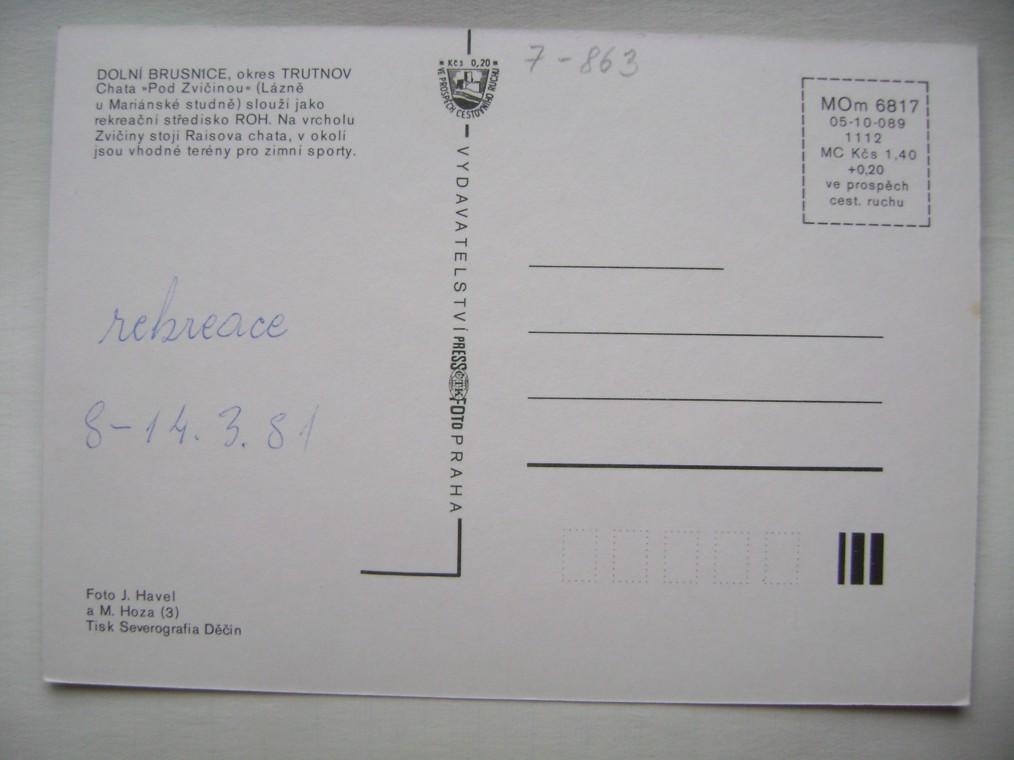 DOLNÍ BRUSNICE, okres TRUTNOV
Chata »Pod Zvičinou« (Lázně
u Mariánské studně) slouží jako
rekreační středisko ROH. Na vrcholu
Zvičiny stojí Raisova chata, v okolí
jsou vhodné terény pro zimní sporty.
rekreace
8-14. 3. 81
Foto J. Havel
a M. Hoza (3)
Tisk Severografia Děčín
* Kčs 0,20 *
VE PROSPĚCH CESTOVNÍHO RUCHU
VYDAVATELSTVÍ PRESSFOTO PRAHA
ČTK
7-863
MOm 6817
05-10-089
1112
MC Kčs 1,40
+0,20
ve prospěch
cest. ruchu